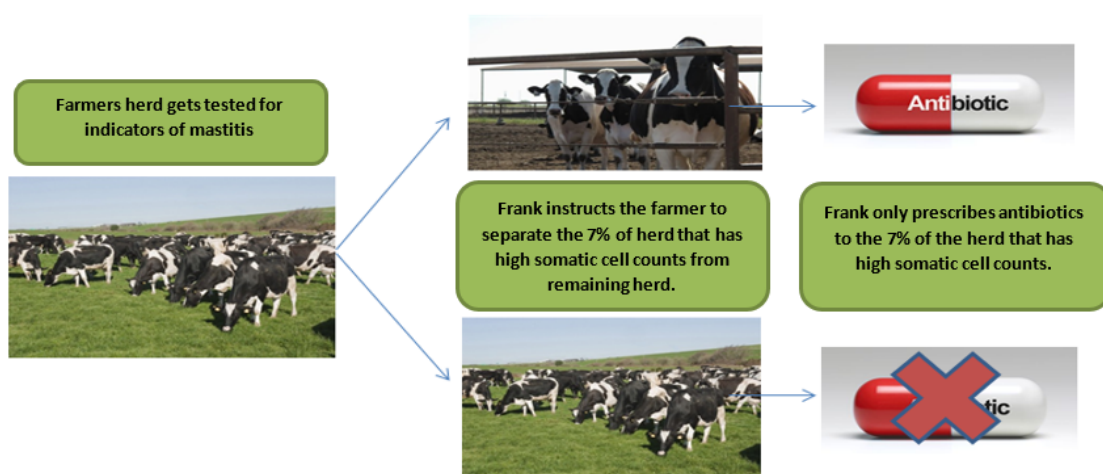 Farmers herd gets tested for
indicators of mastitis
Antibiotic
Frank instructs the farmer to
separate the 7% of herd that has
high somatic cell counts from
remaining herd.
Frank only prescribes antibiotics
to the 7% of the herd that has
high somatic cell counts.
tic